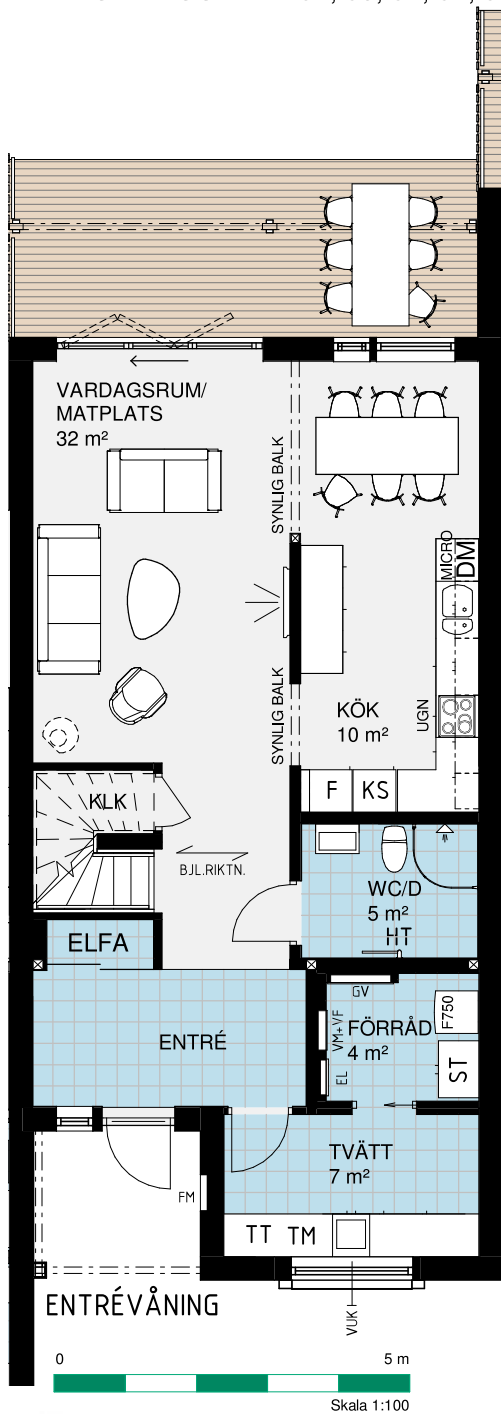 VARDAGSRUM/
MATPLATS
32 m²
SYNLIG BALK
MICRO
DM
SYNLIG BALK
KÖK
10 m²
UGN
F
KS
KLK
BJL.RIKTN.
WC/D
5 m²
HT
ELFA
GV
F750
VM+VF
FÖRRÅD
4 m²
ENTRÉ
EL
ST
TVÄTT
7 m²
FM
TT
TM
ENTRÉVÅNING
VUK
0
5 m
Skala 1:100